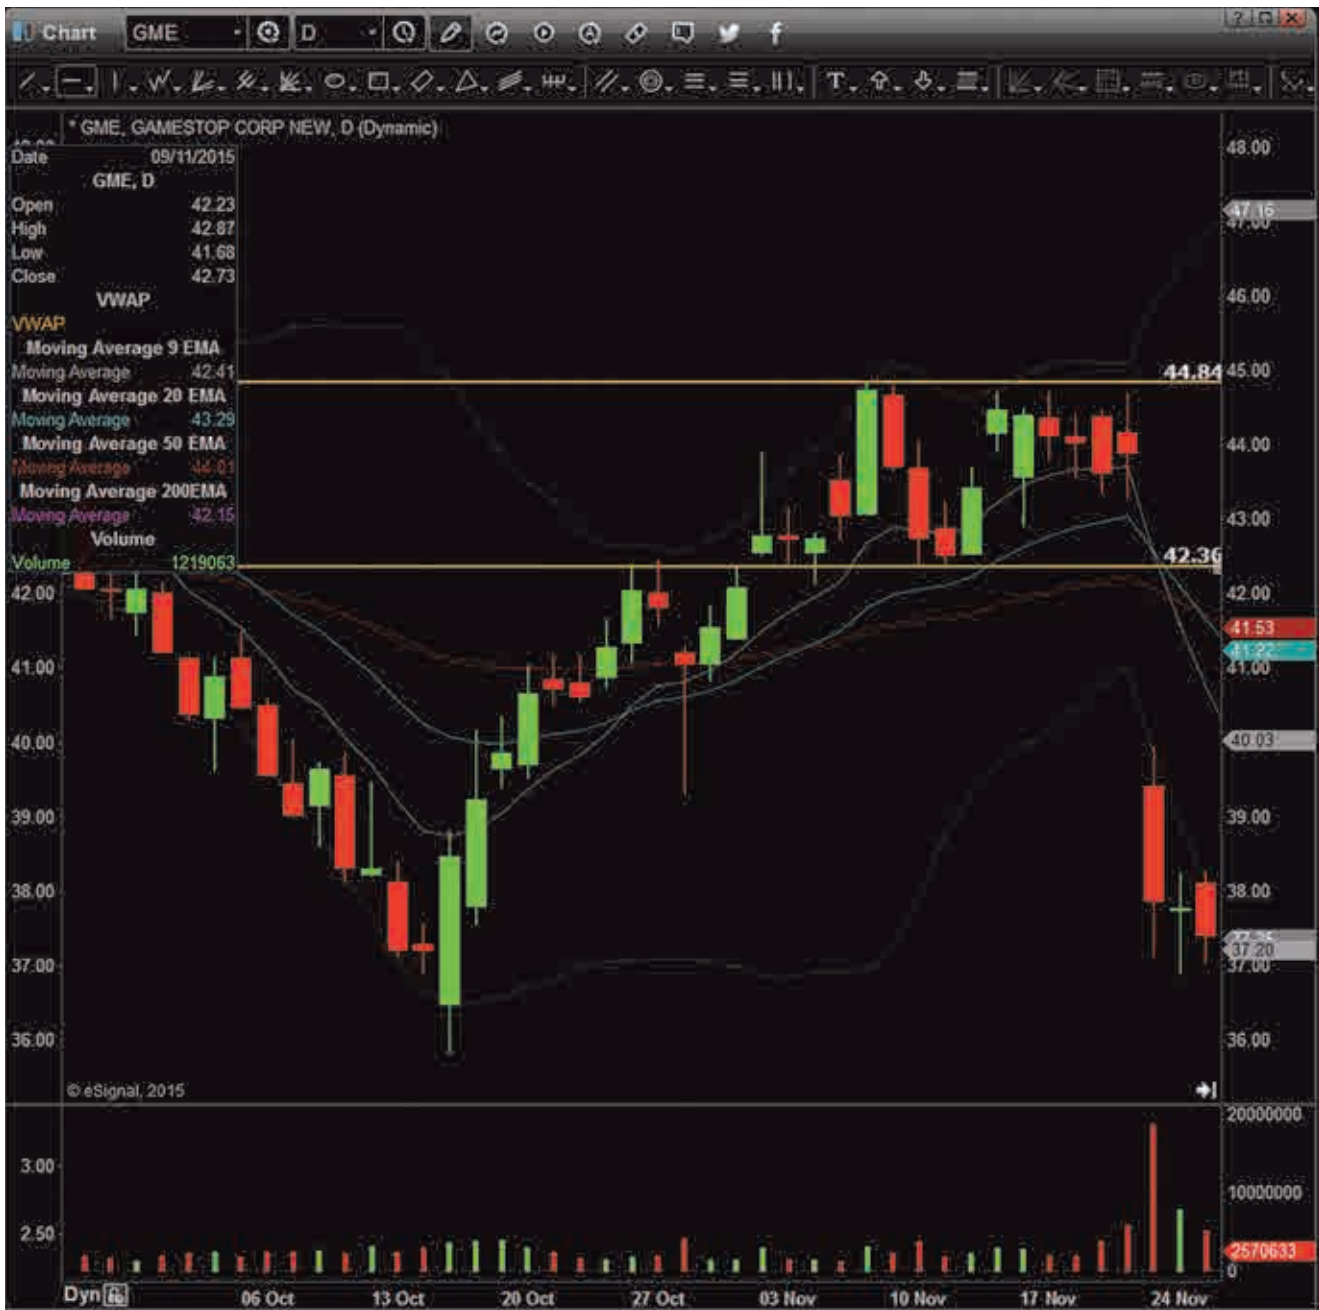 Chart GME D
* GME, GAMESTOP CORP NEW, D (Dynamic)
Date 09/11/2015
GME, D
Open 42.23
High 42.87
Low 41.68
Close 42.73
VWAP
VWAP
Moving Average 9 EMA
Moving Average 42.41
Moving Average 20 EMA
Moving Average 43.29
Moving Average 50 EMA
Moving Average 44.01
Moving Average 200EMA
Moving Average 42.15
Volume
Volume 1219063
42.00
41.00
40.00
39.00
38.00
37.00
36.00
48.00
47.16
47.00
46.00
45.00
44.84
44.00
43.00
42.36
42.00
41.53
41.22
41.00
40.03
39.00
38.00
37.20
37.00
36.00
© eSignal, 2015
3.00
2.50
20000000
10000000
2570633
0
Dyn 06 Oct 13 Oct 20 Oct 27 Oct 03 Nov 10 Nov 17 Nov 24 Nov